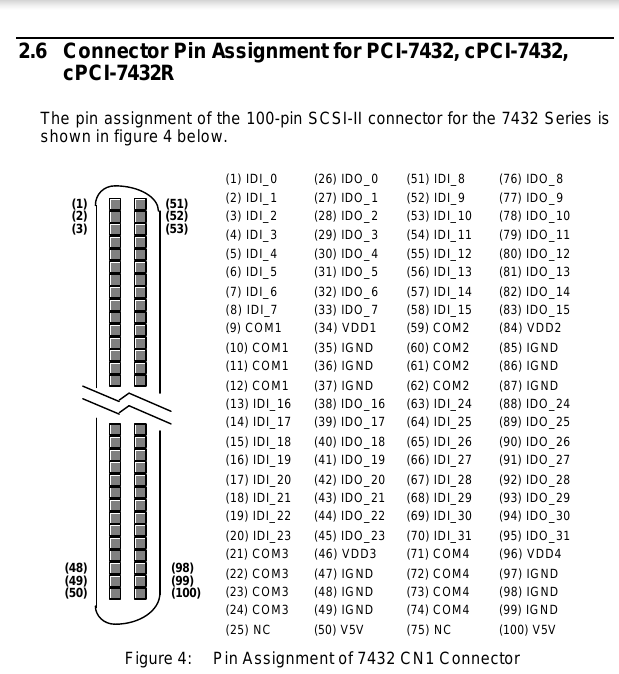 2.6 Connector Pin Assignment for PCI-7432, cPCI-7432,
cPCI-7432R
The pin assignment of the 100-pin SCSI-II connector for the 7432 Series is
shown in figure 4 below.
(1) (51)
(2) (52)
(3) (53)
(48) (98)
(49) (99)
(50) (100)
(1) IDI_0 (26) IDO_0 (51) IDI_8 (76) IDO_8
(2) IDI_1 (27) IDO_1 (52) IDI_9 (77) IDO_9
(3) IDI_2 (28) IDO_2 (53) IDI_10 (78) IDO_10
(4) IDI_3 (29) IDO_3 (54) IDI_11 (79) IDO_11
(5) IDI_4 (30) IDO_4 (55) IDI_12 (80) IDO_12
(6) IDI_5 (31) IDO_5 (56) IDI_13 (81) IDO_13
(7) IDI_6 (32) IDO_6 (57) IDI_14 (82) IDO_14
(8) IDI_7 (33) IDO_7 (58) IDI_15 (83) IDO_15
(9) COM1 (34) VDD1 (59) COM2 (84) VDD2
(10) COM1 (35) IGND (60) COM2 (85) IGND
(11) COM1 (36) IGND (61) COM2 (86) IGND
(12) COM1 (37) IGND (62) COM2 (87) IGND
(13) IDI_16 (38) IDO_16 (63) IDI_24 (88) IDO_24
(14) IDI_17 (39) IDO_17 (64) IDI_25 (89) IDO_25
(15) IDI_18 (40) IDO_18 (65) IDI_26 (90) IDO_26
(16) IDI_19 (41) IDO_19 (66) IDI_27 (91) IDO_27
(17) IDI_20 (42) IDO_20 (67) IDI_28 (92) IDO_28
(18) IDI_21 (43) IDO_21 (68) IDI_29 (93) IDO_29
(19) IDI_22 (44) IDO_22 (69) IDI_30 (94) IDO_30
(20) IDI_23 (45) IDO_23 (70) IDI_31 (95) IDO_31
(21) COM3 (46) VDD3 (71) COM4 (96) VDD4
(22) COM3 (47) IGND (72) COM4 (97) IGND
(23) COM3 (48) IGND (73) COM4 (98) IGND
(24) COM3 (49) IGND (74) COM4 (99) IGND
(25) NC (50) V5V (75) NC (100) V5V
Figure 4: Pin Assignment of 7432 CN1 Connector